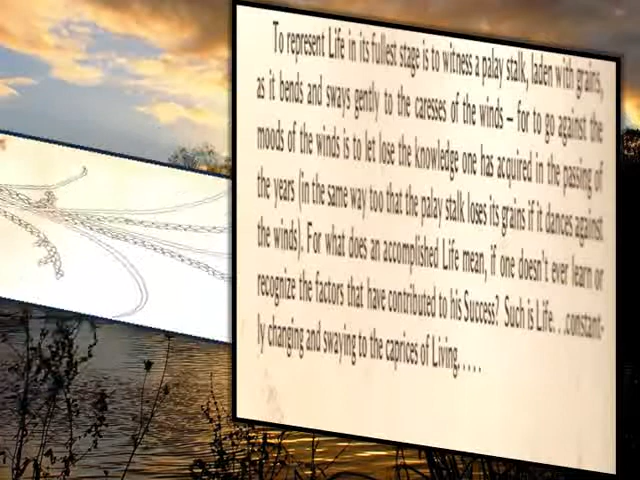 To represent Life in its fullest stage is to witness a palay stalk, laden with grains,
as it bends and sways gently to the caresses of the winds – for to go against the
moods of the winds is to let lose the knowledge one has acquired in the passing of
the years (in the same way too that the palay stalk loses its grains if it dances against
the winds). For what does an accomplished Life mean, if one doesn't ever learn or
recognize the factors that have contributed to his Success? Such is Life. . .constant-
ly changing and swaying to the caprices of Living. . . . .